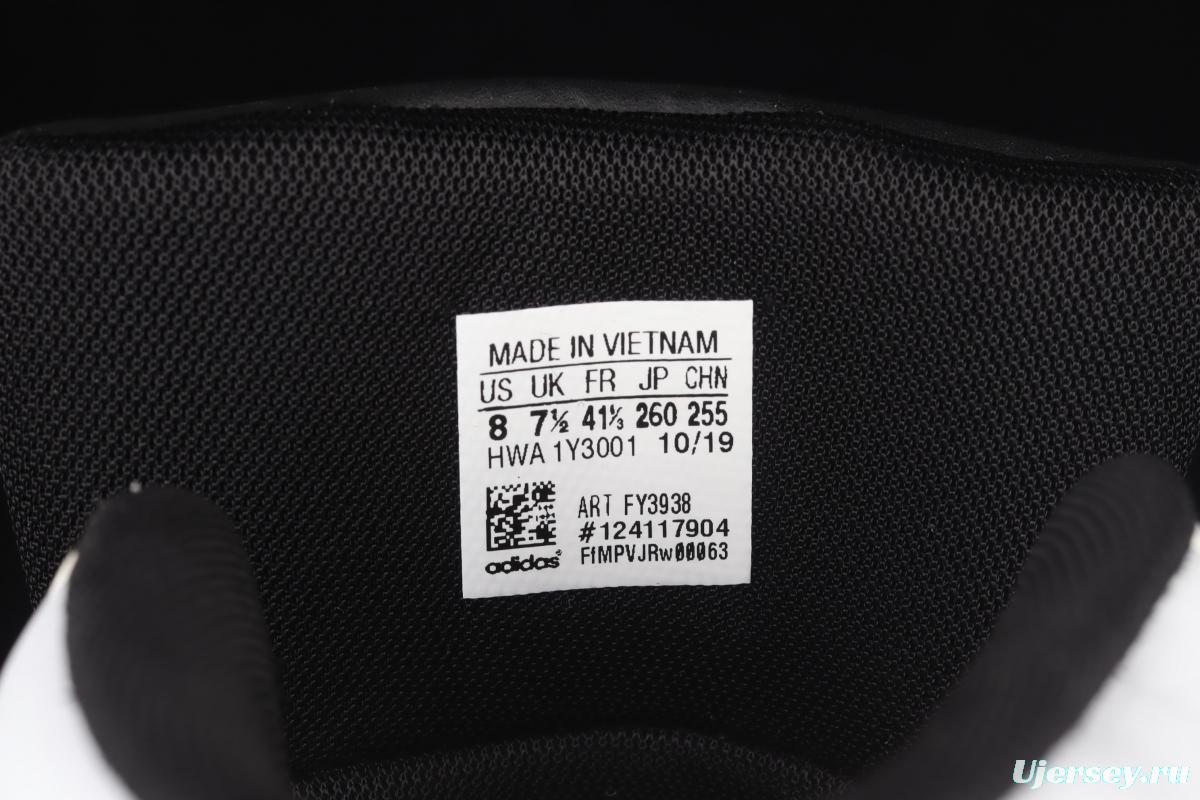 MADE IN VIETNAM
US UK FR JP CHN
8 7½ 41⅓ 260 255
HWA 1Y3001 10/19
ART FY3938
#124117904
adidas® FfMPVJRw00063
Ujersey.ru